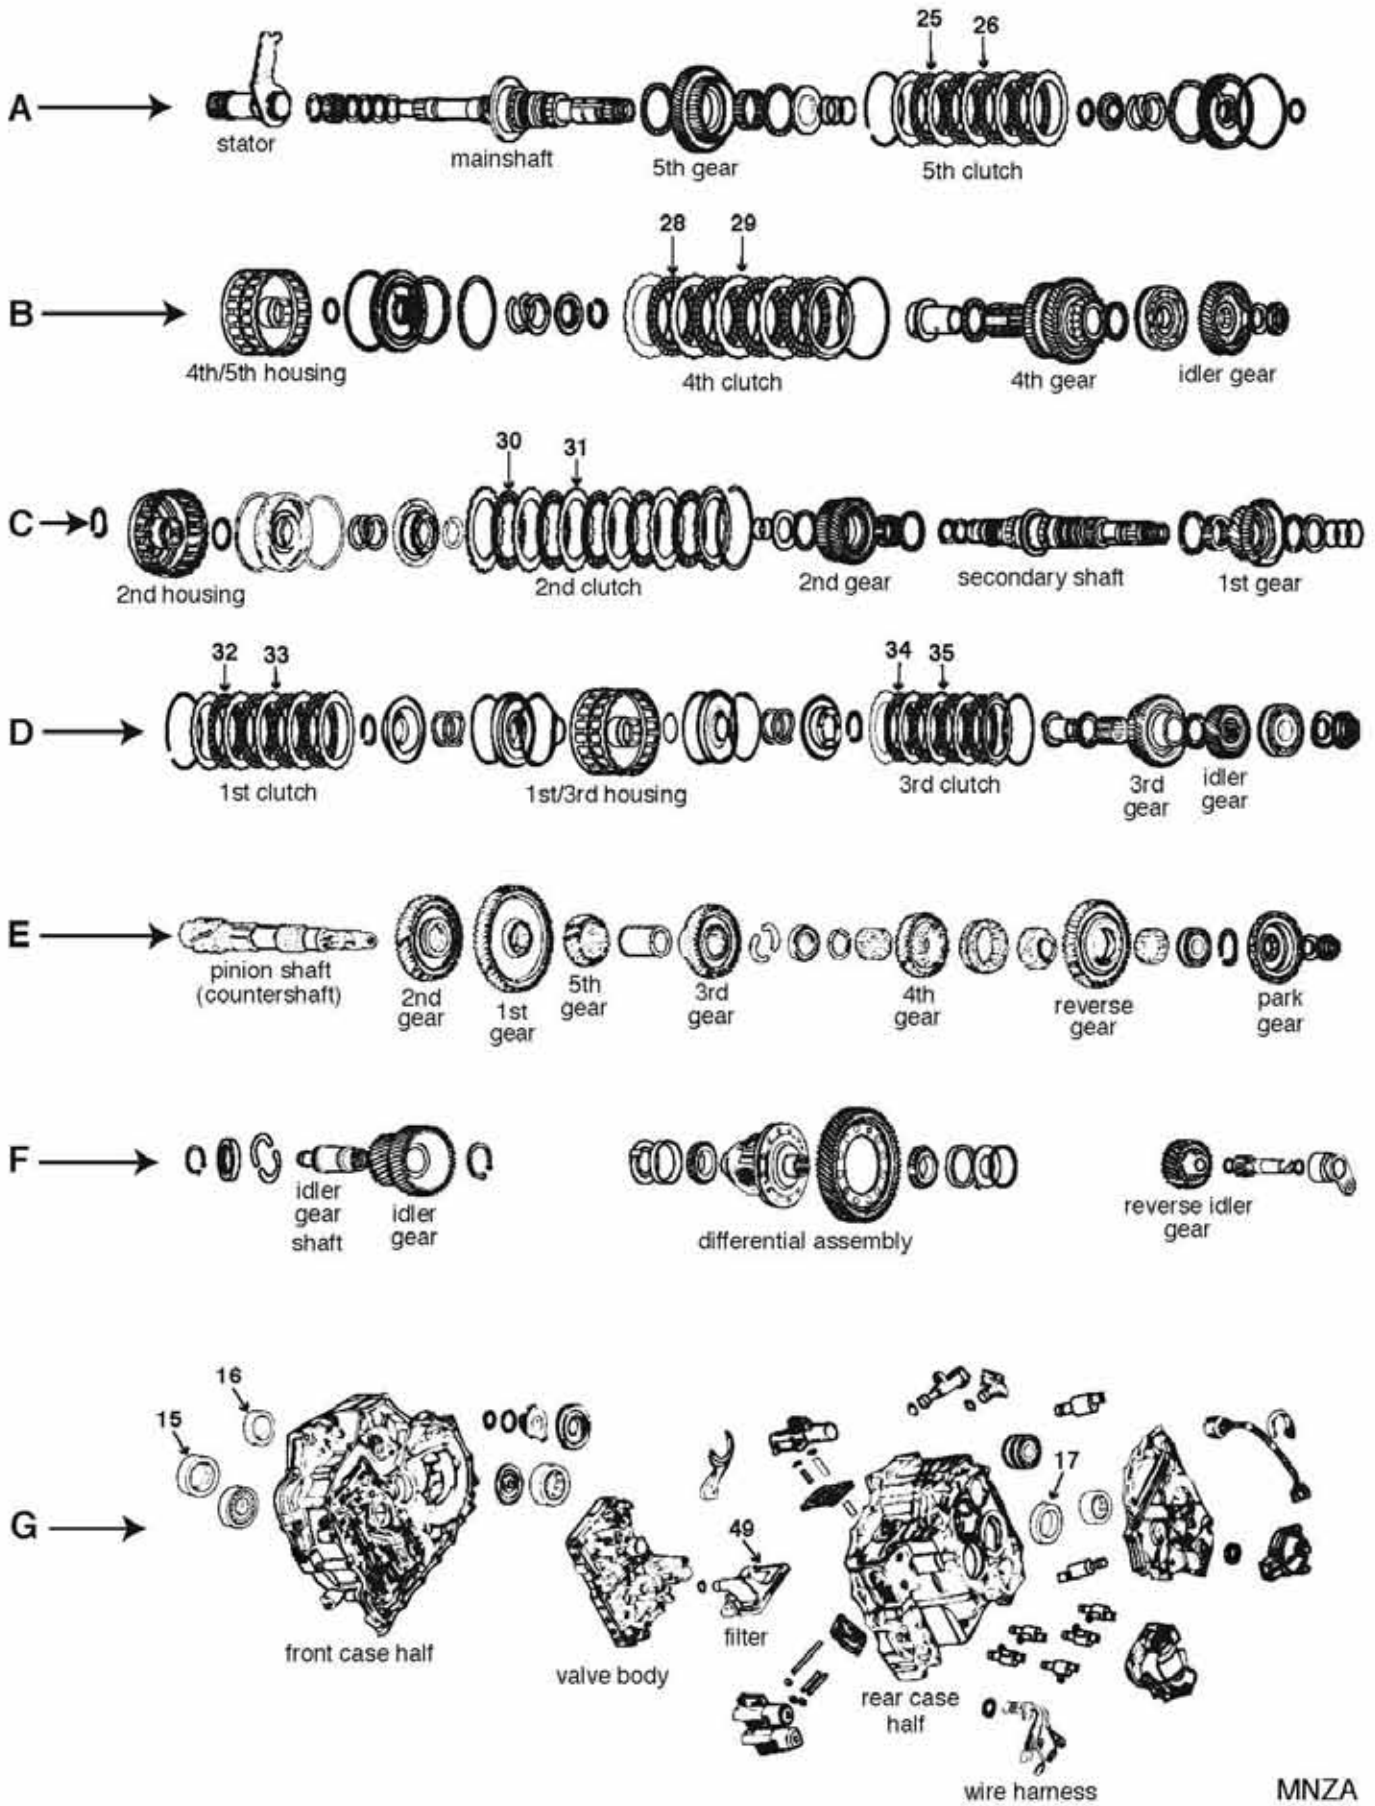 25 26
A
stator
mainshaft
5th gear
5th clutch
28 29
B
4th/5th housing
4th clutch
4th gear
idler gear
30 31
C
2nd housing
2nd clutch
2nd gear
secondary shaft
1st gear
32 33
34 35
D
1st clutch
1st/3rd housing
3rd clutch
3rd
gear
idler
gear
E
pinion shaft
(countershaft)
2nd
gear
1st
gear
5th
gear
3rd
gear
4th
gear
reverse
gear
park
gear
F
idler
gear
shaft
idler
gear
differential assembly
reverse idler
gear
16
15
17
G
49
front case half
valve body
filter
rear case
half
wire harness
MNZA